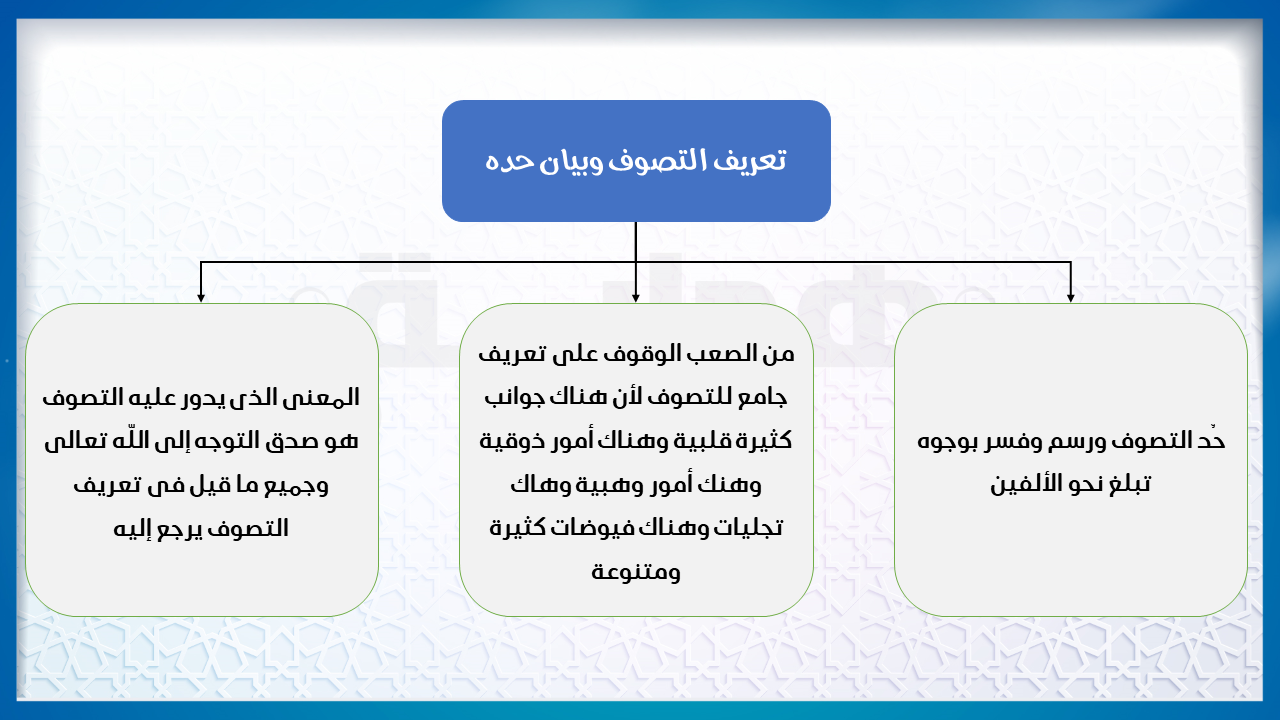 تعريف التصوف وبيان حده
حّد التصوف ورسم وفسر بوجوه
تبلغ نحو الألفين
من الصعب الوقوف على تعريف
جامع للتصوف لأن هناك جوانب
كثيرة قلبية وهناك أمور ذوقية
وهنك أمور وهبية وهاك
تجليات وهناك فيوضات كثيرة
ومتنوعة
المعنى الذى يدور عليه التصوف
هو صدق التوجه إلى اللّه تعالى
وجميع ما قيل فى تعريف
التصوف يرجع إليه